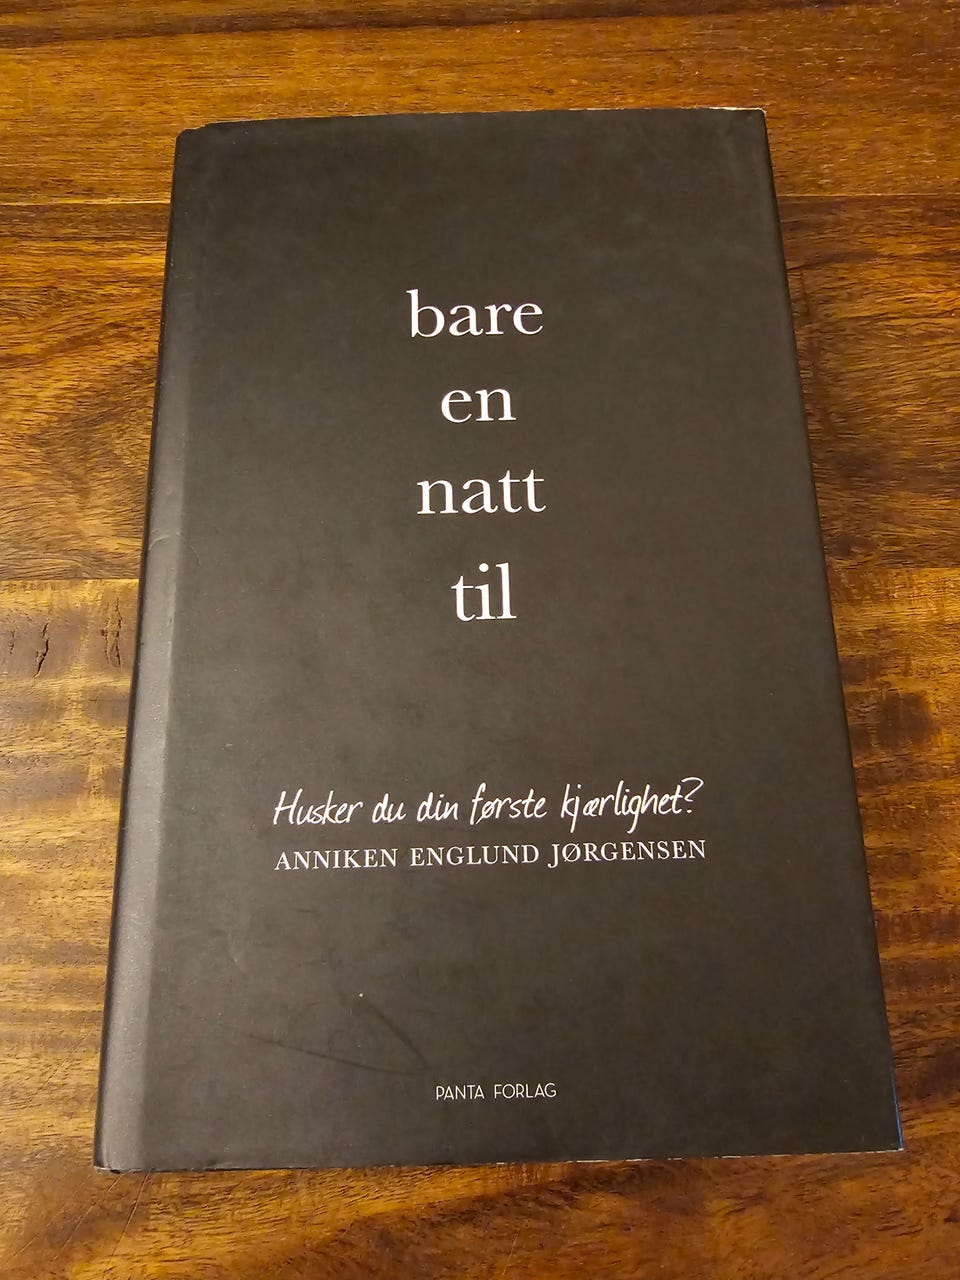 bare
en
natt
til
Husker du din første kjærlighet?
ANNIKEN ENGLUND JØRGENSEN
PANTA FORLAG